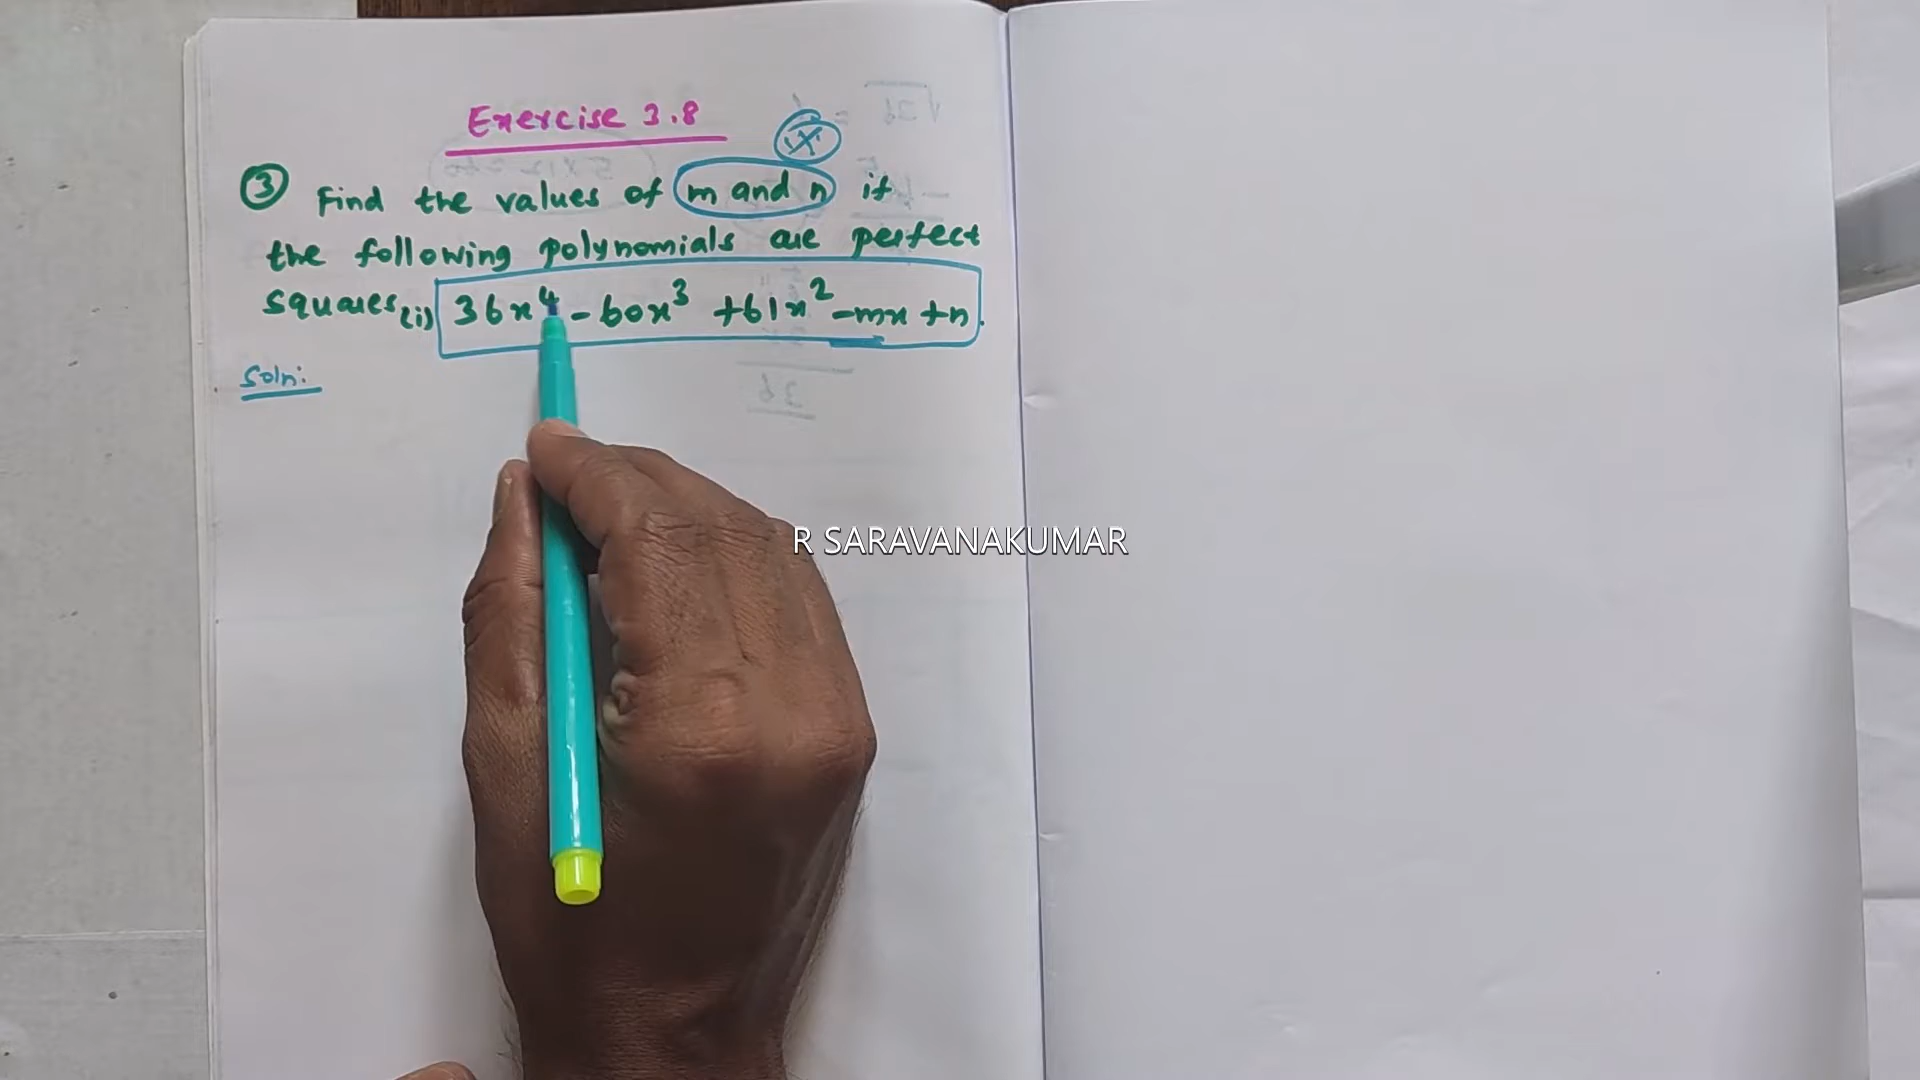 Exercise 3.8
③ Find the values of m and n if
the following polynomials are perfect
squares (i) 36x⁴ - 60x³ + 61x² - mx + n.
Soln:
R SARAVANAKUMAR